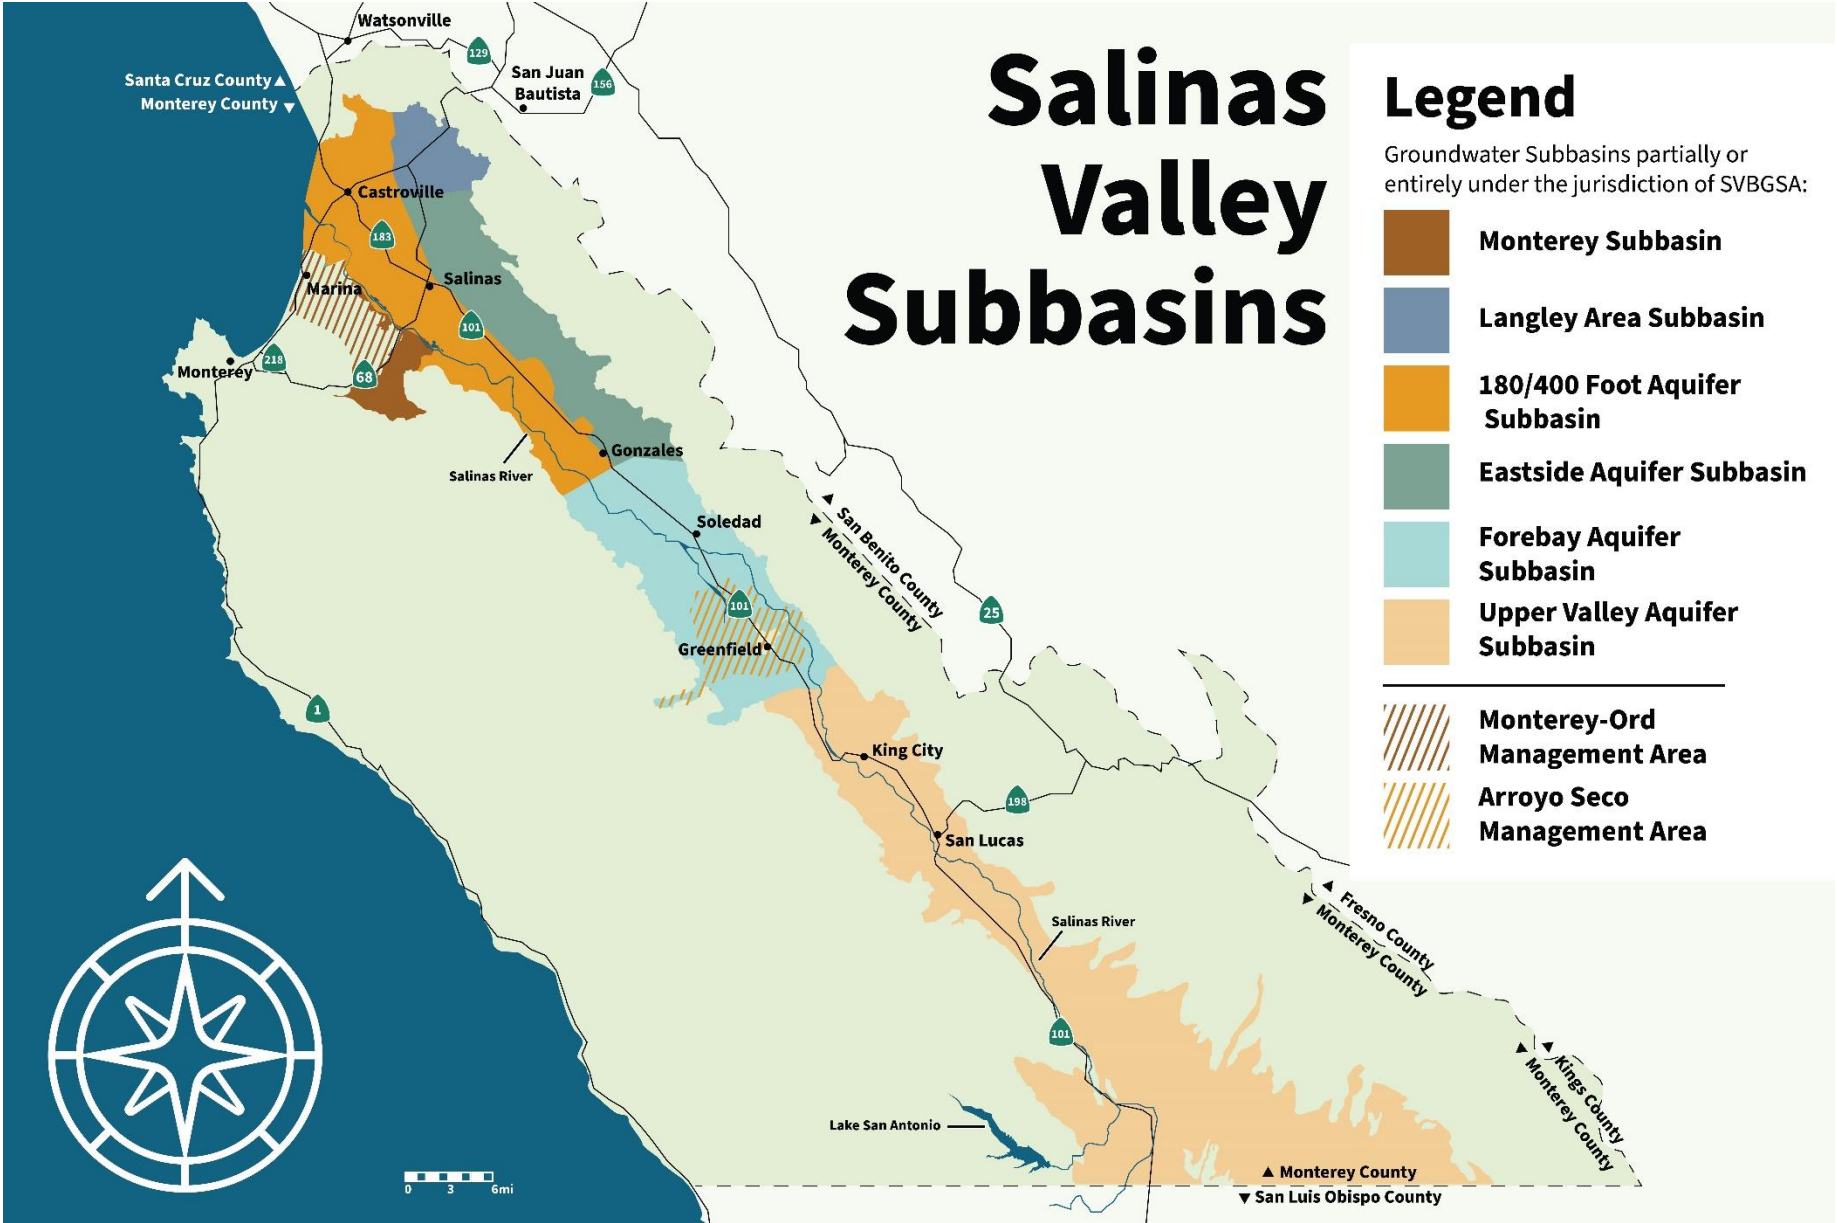 Salinas
Valley
Subbasins
Legend
Groundwater Subbasins partially or
entirely under the jurisdiction of SVBGSA:
Monterey Subbasin
Langley Area Subbasin
180/400 Foot Aquifer
Subbasin
Eastside Aquifer Subbasin
Forebay Aquifer
Subbasin
Upper Valley Aquifer
Subbasin
Monterey-Ord
Management Area
Arroyo Seco
Management Area
Watsonville
129
San Juan
Bautista
156
Santa Cruz County ▲
Monterey County ▼
Castroville
183
Salinas
Marina
101
218
68
Monterey
Gonzales
Salinas River
Soledad
▲ San Benito County
▼ Monterey County
25
101
Greenfield
1
King City
198
San Lucas
Salinas River
▲ Fresno County
▼ Monterey County
101
▲ Kings County
▼ Monterey County
Lake San Antonio
▲ Monterey County
▼ San Luis Obispo County
0 3 6mi